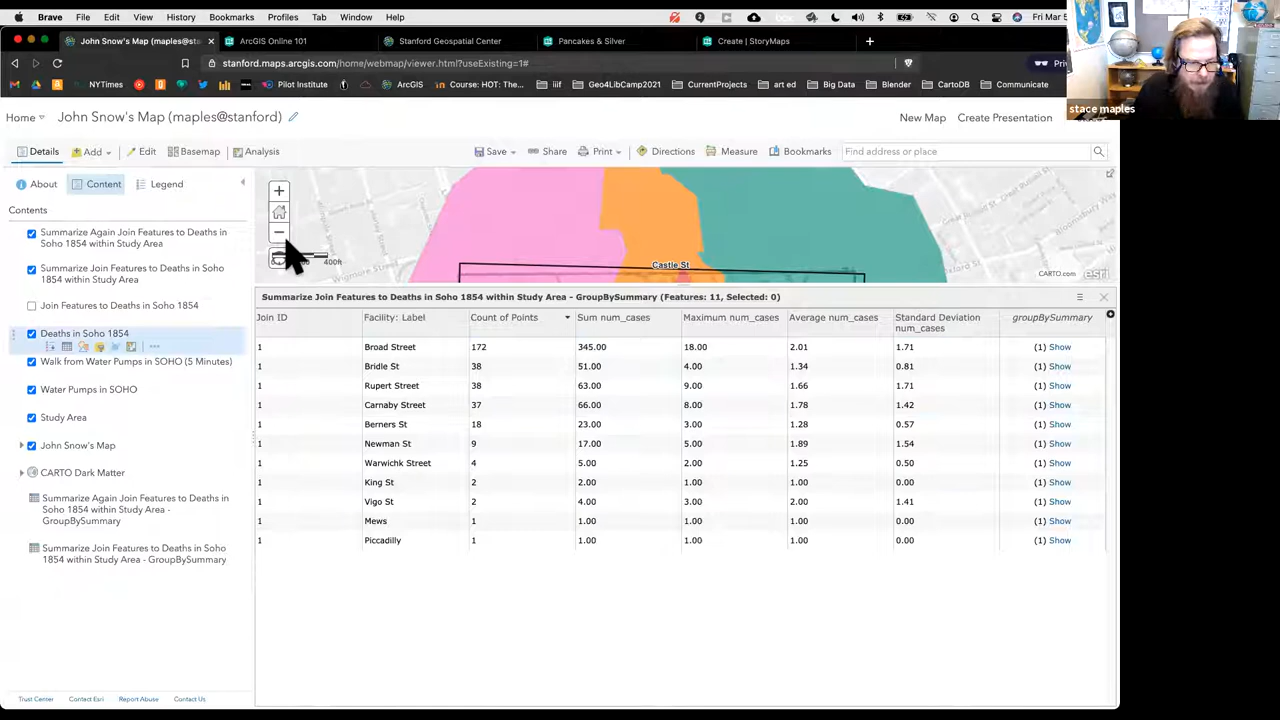 Brave File Edit View History Bookmarks Profiles Tab Window Help Fri Mar 5
John Snow's Map (maples@st ArcGIS Online 101 Stanford Geospatial Center Pancakes & Silver Create | StoryMaps
stanford.maps.arcgis.com/home/webmap/viewer.html?useExisting=1#
NYTimes Pilot Institute ArcGIS Course: HOT: The... iiif Geo4LibCamp2021 CurrentProjects art ed Big Data Blender CartoDB Communicate
stace maples
Home John Snow's Map (maples@stanford) New Map Create Presentation
Details Add Edit Basemap Analysis Save Share Print Directions Measure Bookmarks Find address or place
About Content Legend
Contents
Summarize Again Join Features to Deaths
in Soho 1854 within Study Area
Summarize Join Features to Deaths in Soho
1854 within Study Area
Join Features to Deaths in Soho 1854
Deaths in Soho 1854
Walk from Water Pumps in SOHO (5 Minutes)
Water Pumps in SOHO
Study Area
John Snow's Map
CARTO Dark Matter
Summarize Again Join Features to Deaths
in Soho 1854 within Study Area -
GroupBySummary
Summarize Join Features to Deaths in Soho
1854 within Study Area - GroupBySummary
Trust Center Contact Esri Report Abuse Contact Us
400ft
Castle St
CARTO.com esri
Summarize Join Features to Deaths in Soho 1854 within Study Area - GroupBySummary (Features: 11, Selected: 0)
Join ID Facility: Label Count of Points Sum num_cases Maximum num_cases Average num_cases Standard Deviation num_cases groupBySummary
1 Broad Street 172 345.00 18.00 2.01 1.71 (1) Show
1 Bridle St 38 51.00 4.00 1.34 0.81 (1) Show
1 Rupert Street 38 63.00 9.00 1.66 1.71 (1) Show
1 Carnaby Street 37 66.00 8.00 1.78 1.42 (1) Show
1 Berners St 18 23.00 3.00 1.28 0.57 (1) Show
1 Newman St 9 17.00 5.00 1.89 1.54 (1) Show
1 Warwichk Street 4 5.00 2.00 1.25 0.50 (1) Show
1 King St 2 2.00 1.00 1.00 0.00 (1) Show
1 Vigo St 2 4.00 3.00 2.00 1.41 (1) Show
1 Mews 1 1.00 1.00 1.00 0.00 (1) Show
1 Piccadilly 1 1.00 1.00 1.00 0.00 (1) Show